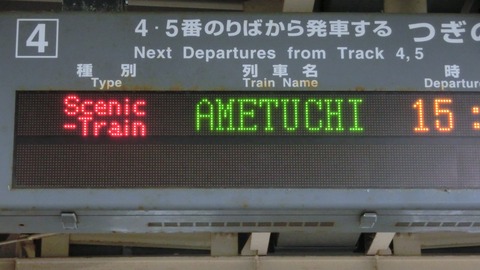 4
4・5番のりばから発車する つぎの
Next Departures from Track 4,5
種別 列車名 時
Type Train Name Departure
Scenic AMETUCHI 15:
-Train